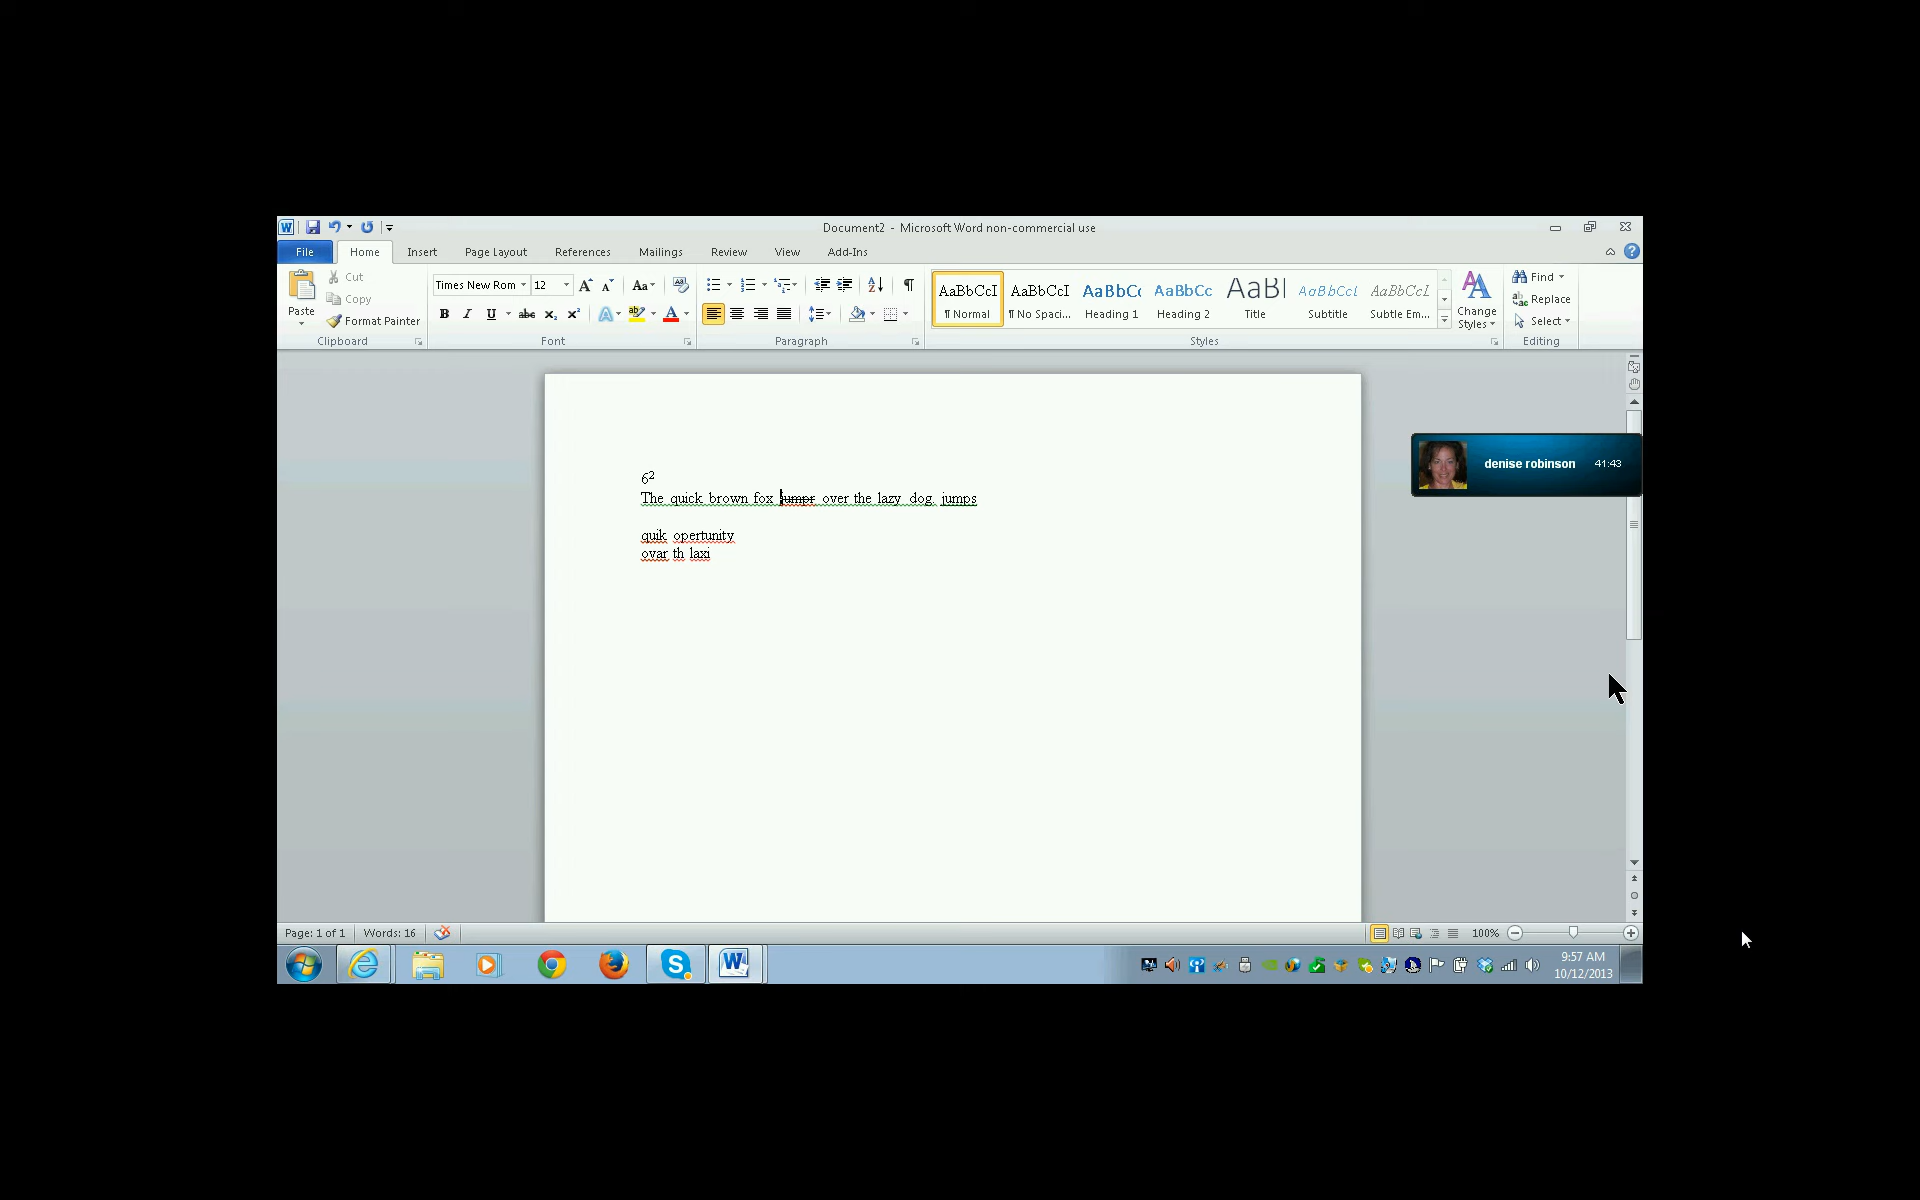 Document2 - Microsoft Word non-commercial use
File Home Insert Page Layout References Mailings Review View Add-Ins
Paste
Cut
Copy
Format Painter
Clipboard
Times New Rom 12
Font
Paragraph
AaBbCcI AaBbCcI AaBbC AaBbCc AaB AaBbCcL AaBbCcL
¶ Normal ¶ No Spaci... Heading 1 Heading 2 Title Subtitle Subtle Em...
Styles
Change
Styles
Find
Replace
Select
Editing
6²
The quick brown fox jumpr over the lazy dog. jumps
quik opertunity
ovar th laxi
denise robinson 41:43
Page: 1 of 1 Words: 16
100%
9:57 AM
10/12/2013